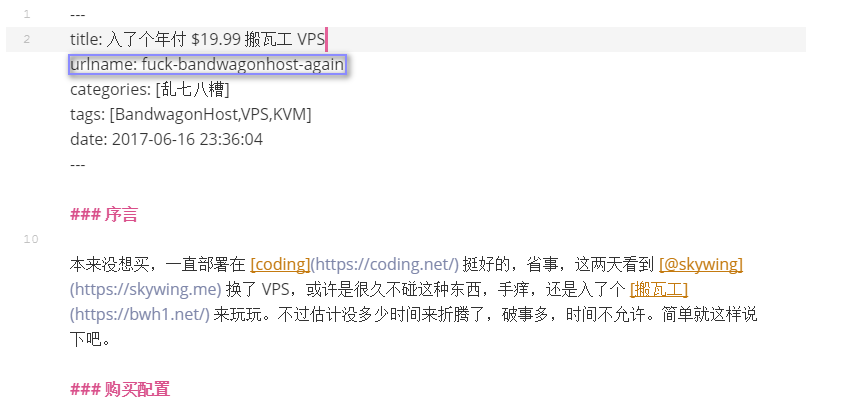 1 ---
2 title: 入了个年付 $19.99 搬瓦工 VPS
urlname: fuck-bandwagonhost-again
categories: [乱七八糟]
tags: [BandwagonHost,VPS,KVM]
date: 2017-06-16 23:36:04
---
### 序言
10
本来没想买，一直部署在 [coding](https://coding.net/) 挺好的，省事，这两天看到 [@skywing]
(https://skywing.me) 换了 VPS，或许是很久不碰这种东西，手痒，还是入了个 [搬瓦工]
(https://bwh1.net/) 来玩玩。不过估计没多少时间来折腾了，破事多，时间不允许。简单就这样说
下吧。
### 购买配置